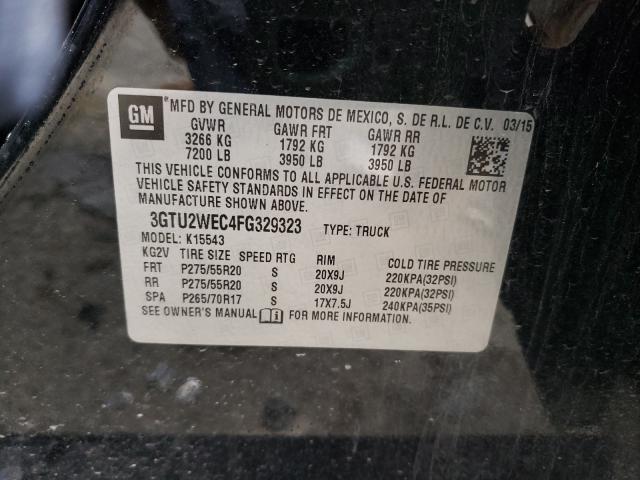 GM
*MFD BY GENERAL MOTORS DE MEXICO, S. DE R.L. DE C.V. 03/15
GVWR GAWR FRT GAWR RR
3266 KG 1792 KG 1792 KG
7200 LB 3950 LB 3950 LB
THIS VEHICLE CONFORMS TO ALL APPLICABLE U.S. FEDERAL MOTOR
VEHICLE SAFETY STANDARDS IN EFFECT ON THE DATE OF
MANUFACTURE SHOWN ABOVE.
3GTU2WEC4FG329323 TYPE: TRUCK
MODEL: K15543
KG2V TIRE SIZE SPEED RTG RIM COLD TIRE PRESSURE
FRT P275/55R20 S 20X9J 220KPA(32PSI)
RR P275/55R20 S 20X9J 220KPA(32PSI)
SPA P265/70R17 S 17X7.5J 240KPA(35PSI)
SEE OWNER'S MANUAL FOR MORE INFORMATION